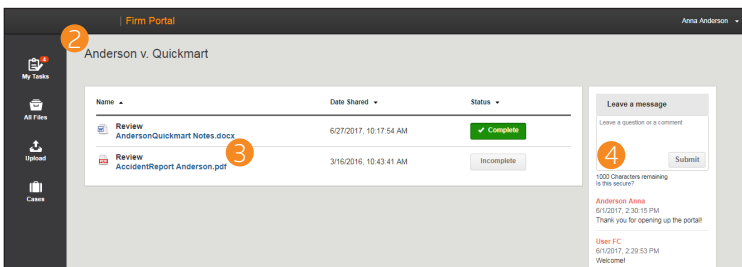 | Firm Portal
Anna Anderson
2
Anderson v. Quickmart
4
My Tasks
All Files
Upload
Cases
Name
Date Shared
Status
Review
AndersonQuickmart Notes.docx
6/27/2017, 10:17:54 AM
Complete
Review
AccidentReport Anderson.pdf
3
3/16/2016, 10:43:41 AM
Incomplete
Leave a message
Leave a question or a comment
4
Submit
1000 Characters remaining
Is this secure?
Anderson Anna
6/1/2017, 2:30:15 PM
Thank you for opening up the portal!
User FC
6/1/2017, 2:29:53 PM
Welcome!